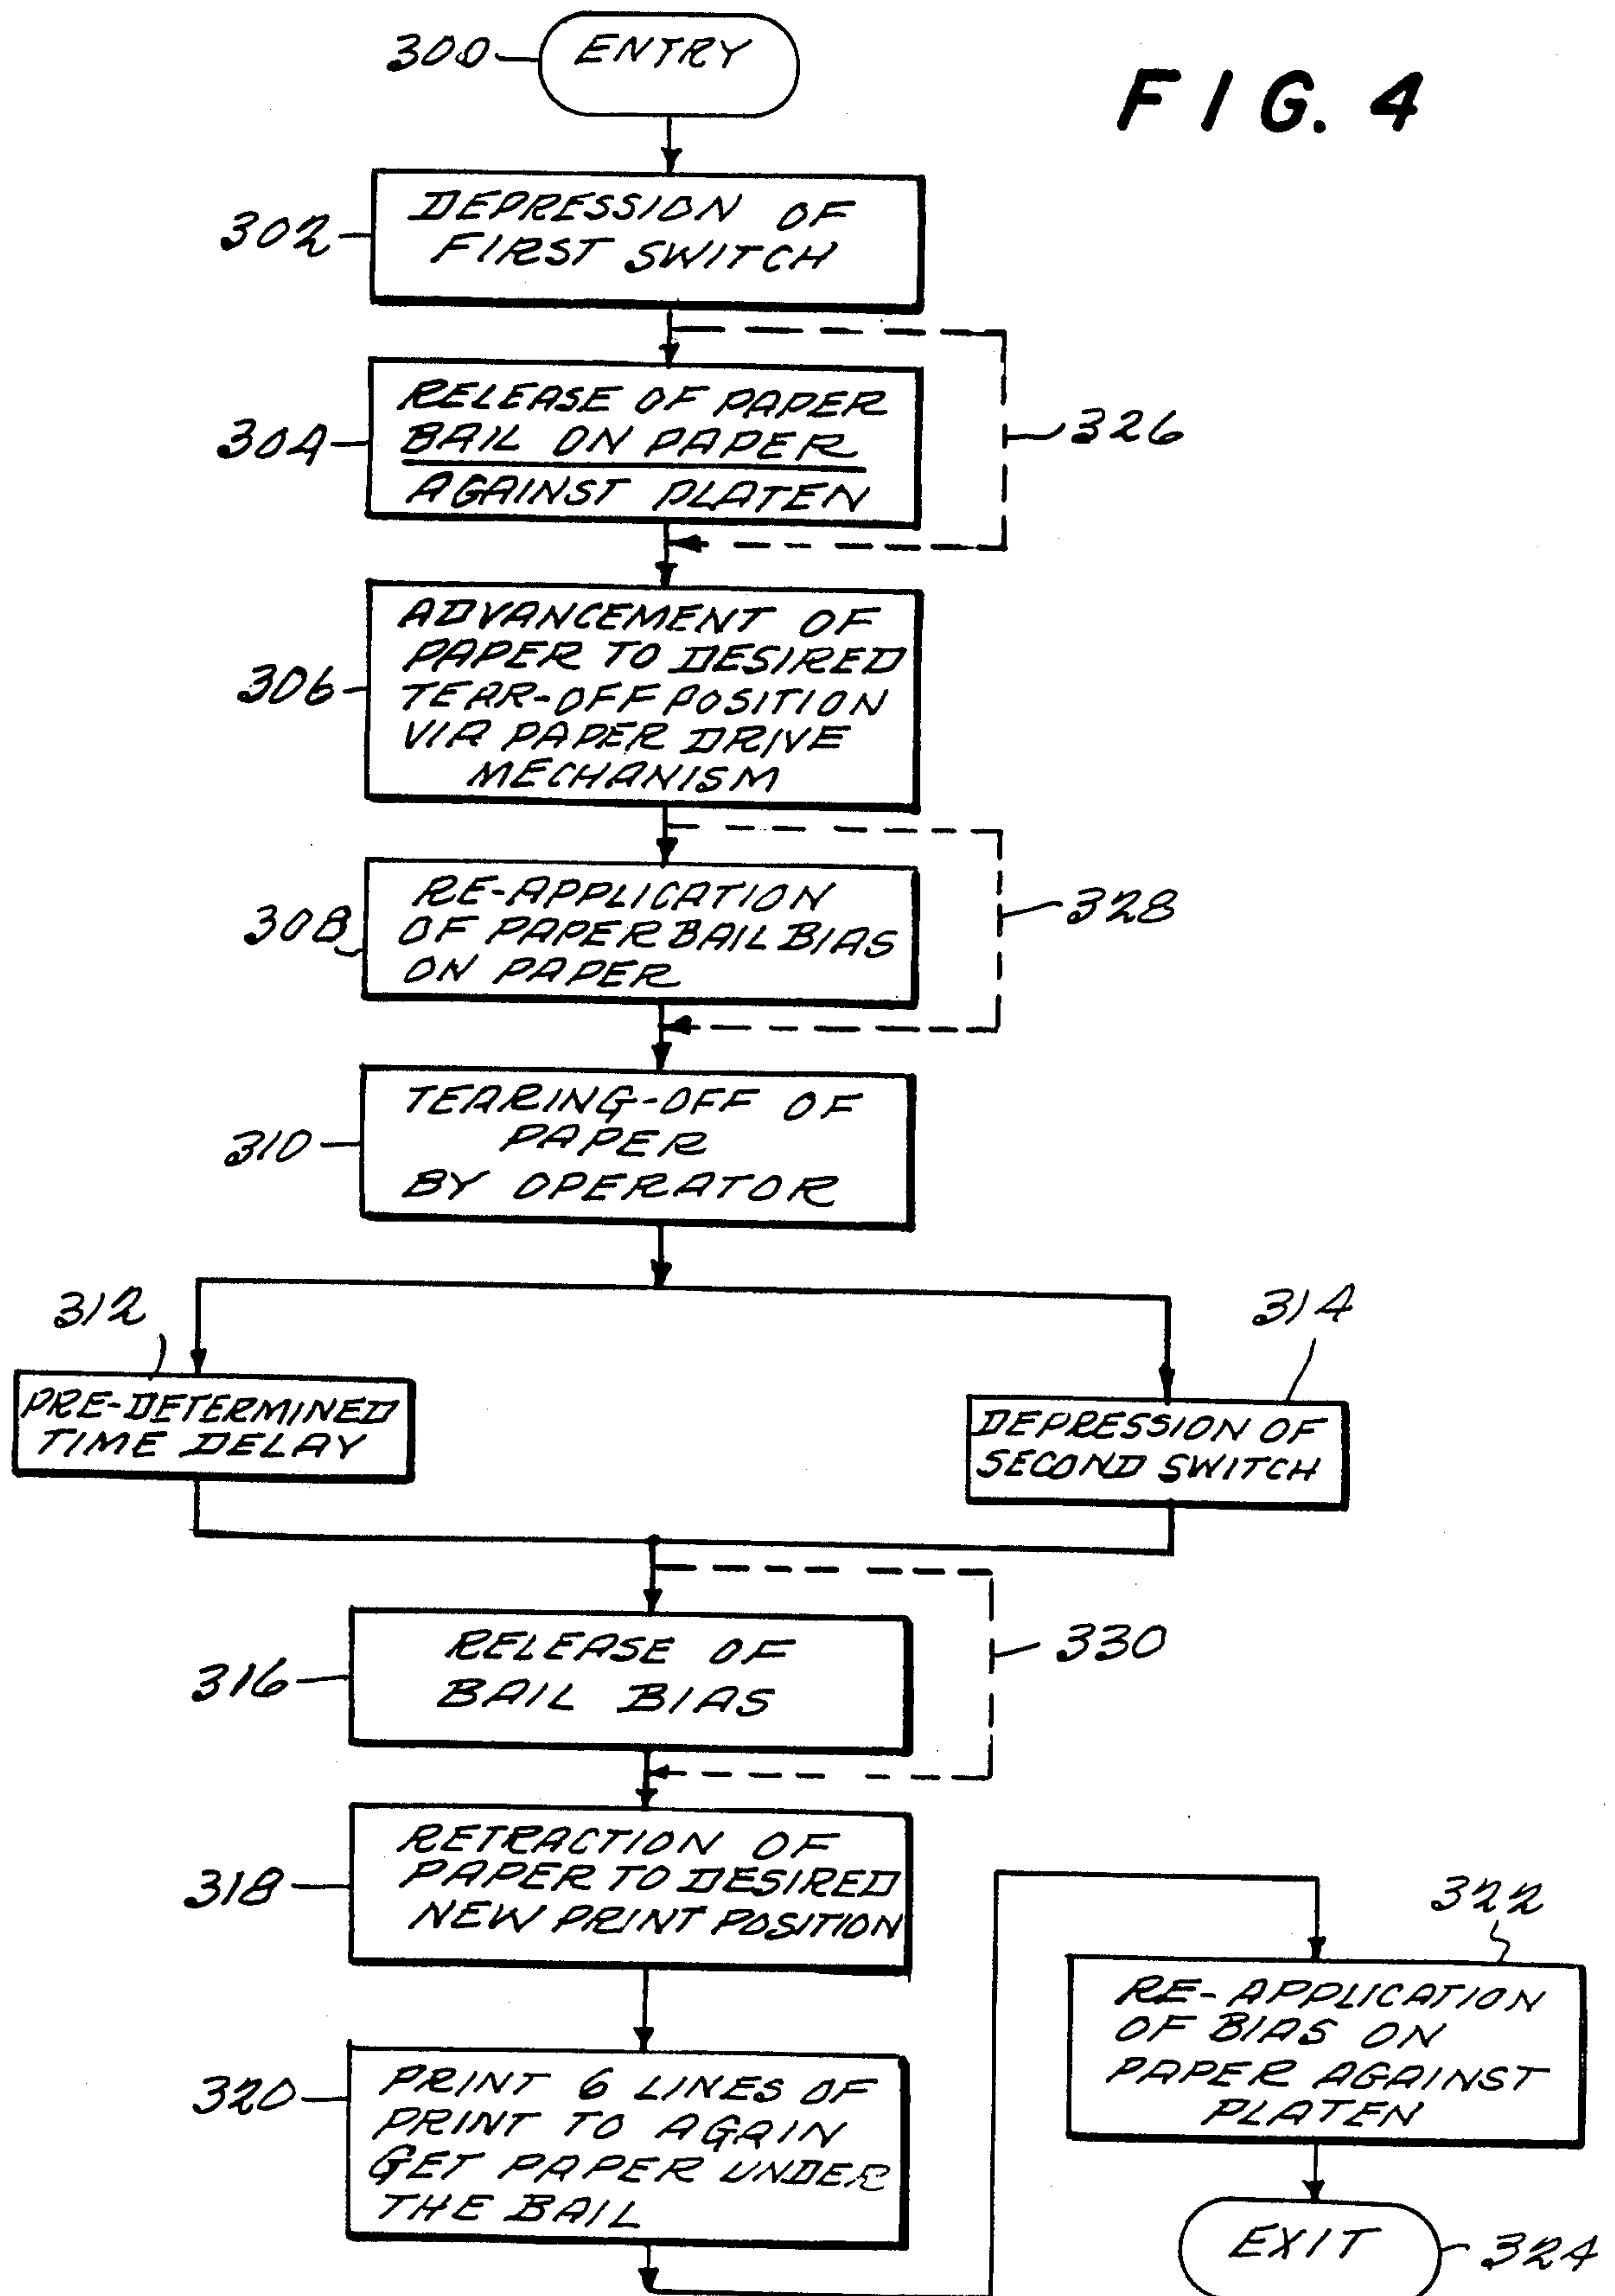 FIG. 4
300
ENTRY
302
DEPRESSION OF
FIRST SWITCH
304
RELEASE OF PAPER
BAIL ON PAPER
AGAINST PLATEN
326
306
ADVANCEMENT OF
PAPER TO DESIRED
TEAR-OFF POSITION
VIA PAPER DRIVE
MECHANISM
308
RE-APPLICATION
OF PAPER BAIL BIAS
ON PAPER
328
310
TEARING-OFF OF
PAPER
BY OPERATOR
312
PRE-DETERMINED
TIME DELAY
314
DEPRESSION OF
SECOND SWITCH
316
RELEASE OF
BAIL BIAS
330
318
RETRACTION OF
PAPER TO DESIRED
NEW PRINT POSITION
320
PRINT 6 LINES OF
PRINT TO AGAIN
GET PAPER UNDER
THE BAIL
322
RE-APPLICATION
OF BIAS ON
PAPER AGAINST
PLATEN
EXIT
324